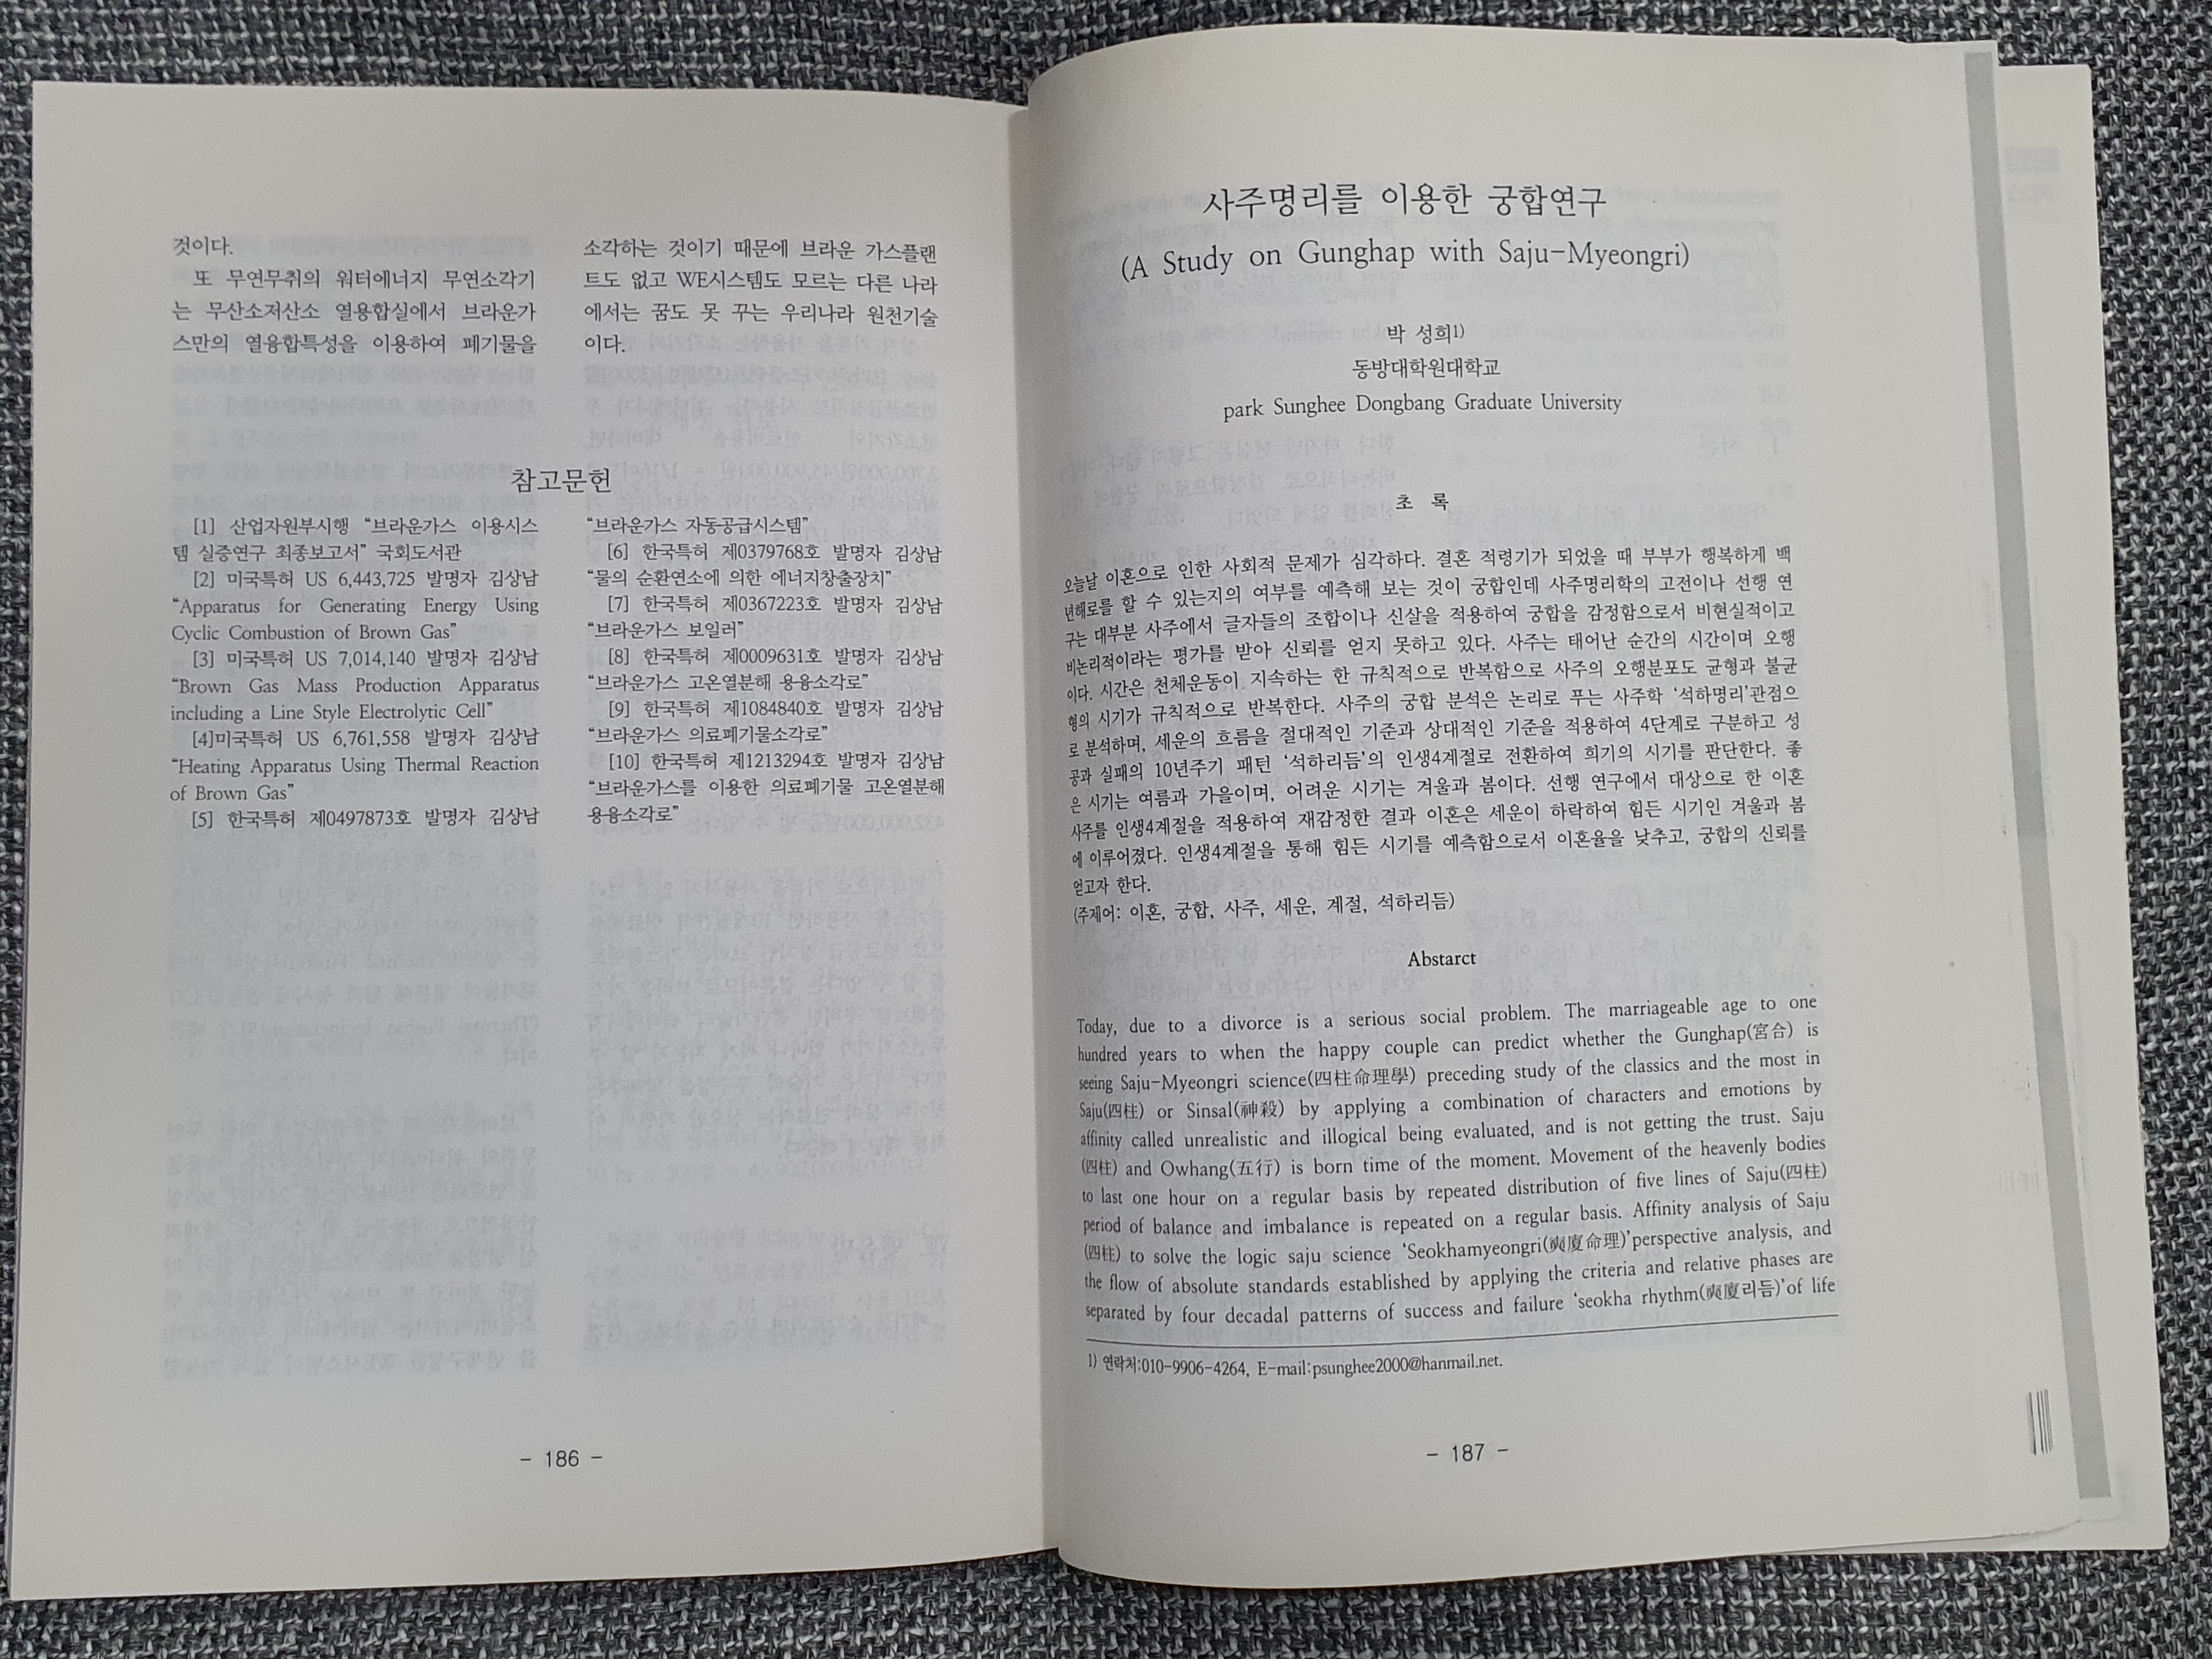 것이다.
또 무연무취의 워터에너지 무연소각기
는 무산소저산소 열용합실에서 브라운가
스만의 열융합특성을 이용하여 폐기물을
소각하는 것이기 때문에 브라운 가스플랜
트도 없고 WE시스템도 모르는 다른 나라
에서는 꿈도 못 꾸는 우리나라 원천기술
이다.
참고문헌
[1] 산업자원부시행 “브라운가스 이용시스
템 실증연구 최종보고서” 국회도서관
[2] 미국특허 US 6,443,725 발명자 김상남
“Apparatus for Generating Energy Using
Cyclic Combustion of Brown Gas”
[3] 미국특허 US 7,014,140 발명자 김상남
“Brown Gas Mass Production Apparatus
including a Line Style Electrolytic Cell”
[4]미국특허 US 6,761,558 발명자 김상남
“Heating Apparatus Using Thermal Reaction
of Brown Gas”
[5] 한국특허 제0497873호 발명자 김상남
“브라운가스 자동공급시스템”
[6] 한국특허 제0379768호 발명자 김상남
“물의 순환연소에 의한 에너지창출장치”
[7] 한국특허 제0367223호 발명자 김상남
“브라운가스 보일러”
[8] 한국특허 제0009631호 발명자 김상남
“브라운가스 고온열분해 용융소각로”
[9] 한국특허 제1084840호 발명자 김상남
“브라운가스 의료폐기물소각로”
[10] 한국특허 제1213294호 발명자 김상남
“브라운가스를 이용한 의료폐기물 고온열분해
용융소각로”
- 186 -
사주명리를 이용한 궁합연구
(A Study on Gunghap with Saju-Myeongri)
박 성희1)
동방대학원대학교
park Sunghee Dongbang Graduate University
초 록
오늘날 이혼으로 인한 사회적 문제가 심각하다. 결혼 적령기가 되었을 때 부부가 행복하게 백
년해로를 할 수 있는지의 여부를 예측해 보는 것이 궁합인데 사주명리학의 고전이나 선행 연
구는 대부분 사주에서 글자들의 조합이나 신살을 적용하여 궁합을 감정함으로서 비현실적이고
비논리적이라는 평가를 받아 신뢰를 얻지 못하고 있다. 사주는 태어난 순간의 시간이며 오행
이다. 시간은 천체운동이 지속하는 한 규칙적으로 반복함으로 사주의 오행분포도 균형과 불균
형의 시기가 규칙적으로 반복한다. 사주의 궁합 분석은 논리로 푸는 사주학 ‘석하명리’관점으
로 분석하며, 세운의 흐름을 절대적인 기준과 상대적인 기준을 적용하여 4단계로 구분하고 성
공과 실패의 10년주기 패턴 ‘석하리듬’의 인생4계절로 전환하여 희기의 시기를 판단한다. 좋
은 시기는 여름과 가을이며, 어려운 시기는 겨울과 봄이다. 선행 연구에서 대상으로 한 이혼
사주를 인생4계절을 적용하여 재감정한 결과 이혼은 세운이 하락하여 힘든 시기인 겨울과 봄
에 이루어졌다. 인생4계절을 통해 힘든 시기를 예측함으로서 이혼율을 낮추고, 궁합의 신뢰를
얻고자 한다.
(주제어: 이혼, 궁합, 사주, 세운, 계절, 석하리듬)
Abstarct
Today, due to a divorce is a serious social problem. The marriageable age to one
hundred years to when the happy couple can predict whether the Gunghap(宮合) is
seeing Saju-Myeongri science(四柱命理學) preceding study of the classics and the most in
Saju(四柱) or Sinsal(神殺) by applying a combination of characters and emotions by
affinity called unrealistic and illogical being evaluated, and is not getting the trust. Saju
(四柱) and Owhang(五行) is born time of the moment. Movement of the heavenly bodies
to last one hour on a regular basis by repeated distribution of five lines of Saju(四柱)
period of balance and imbalance is repeated on a regular basis. Affinity analysis of Saju
(四柱) to solve the logic saju science ‘Seokhamyeongri(奭廈命理)’perspective analysis, and
the flow of absolute standards established by applying the criteria and relative phases are
separated by four decadal patterns of success and failure ‘seokha rhythm(奭廈리듬)’of life
1) 연락처:010-9906-4264, E-mail:psunghee2000@hanmail.net.
- 187 -